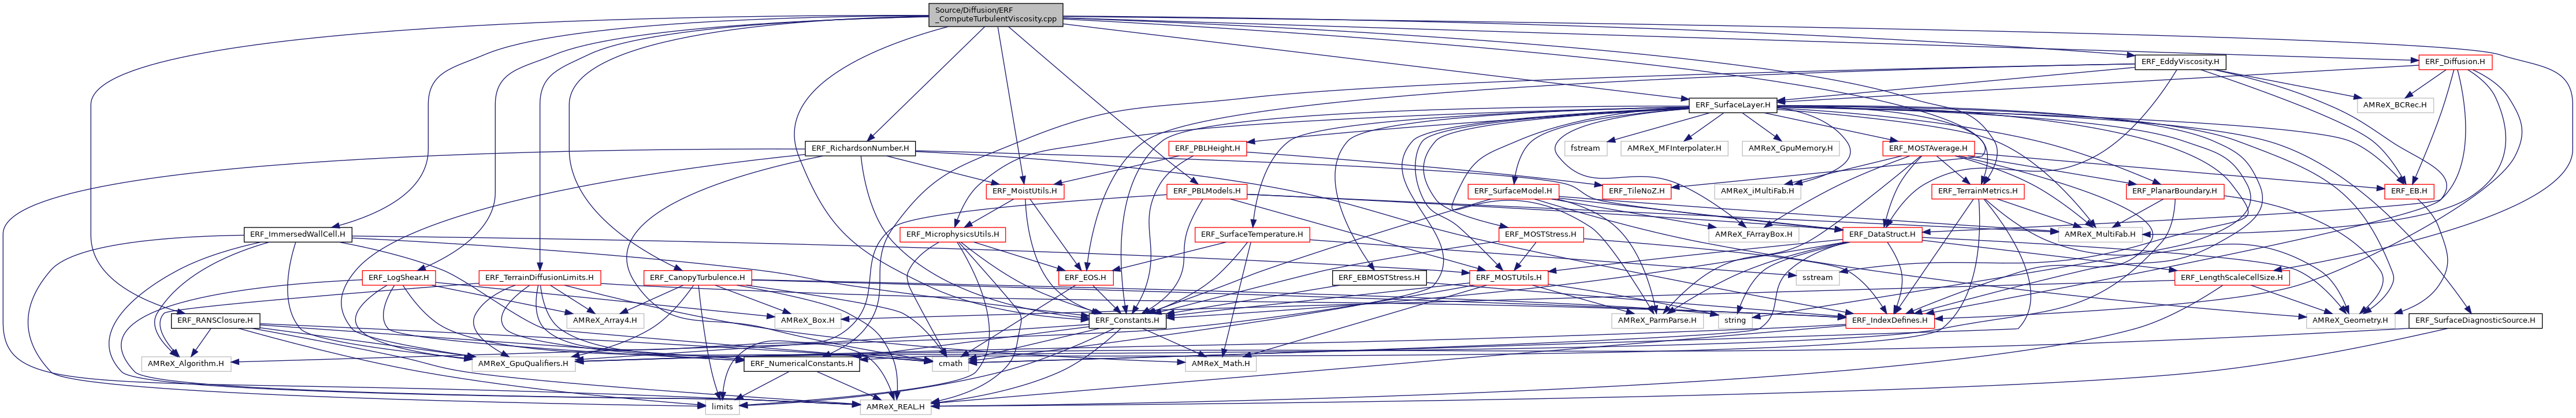 Source/Diffusion/ERF
_ComputeTurbulentViscosity.cpp
ERF_EddyViscosity.H
ERF_Diffusion.H
ERF_SurfaceLayer.H
AMReX_BCRec.H
ERF_RichardsonNumber.H
ERF_PBLHeight.H
fstream
AMReX_MFInterpolater.H
AMReX_GpuMemory.H
ERF_MOSTAverage.H
ERF_MoistUtils.H
ERF_PBLModels.H
ERF_SurfaceModel.H
ERF_TileNoZ.H
AMReX_iMultiFab.H
ERF_TerrainMetrics.H
ERF_PlanarBoundary.H
ERF_EB.H
ERF_ImmersedWallCell.H
ERF_MicrophysicsUtils.H
ERF_SurfaceTemperature.H
ERF_MOSTStress.H
AMReX_FArrayBox.H
ERF_DataStruct.H
AMReX_MultiFab.H
ERF_LogShear.H
ERF_TerrainDiffusionLimits.H
ERF_CanopyTurbulence.H
ERF_EOS.H
ERF_EBMOSTStress.H
ERF_MOSTUtils.H
sstream
ERF_LengthScaleCellSize.H
ERF_RANSClosure.H
AMReX_Array4.H
AMReX_Box.H
ERF_Constants.H
AMReX_ParmParse.H
string
ERF_IndexDefines.H
AMReX_Geometry.H
ERF_SurfaceDiagnosticSource.H
AMReX_Algorithm.H
AMReX_GpuQualifiers.H
ERF_NumericalConstants.H
cmath
AMReX_Math.H
limits
AMReX_REAL.H